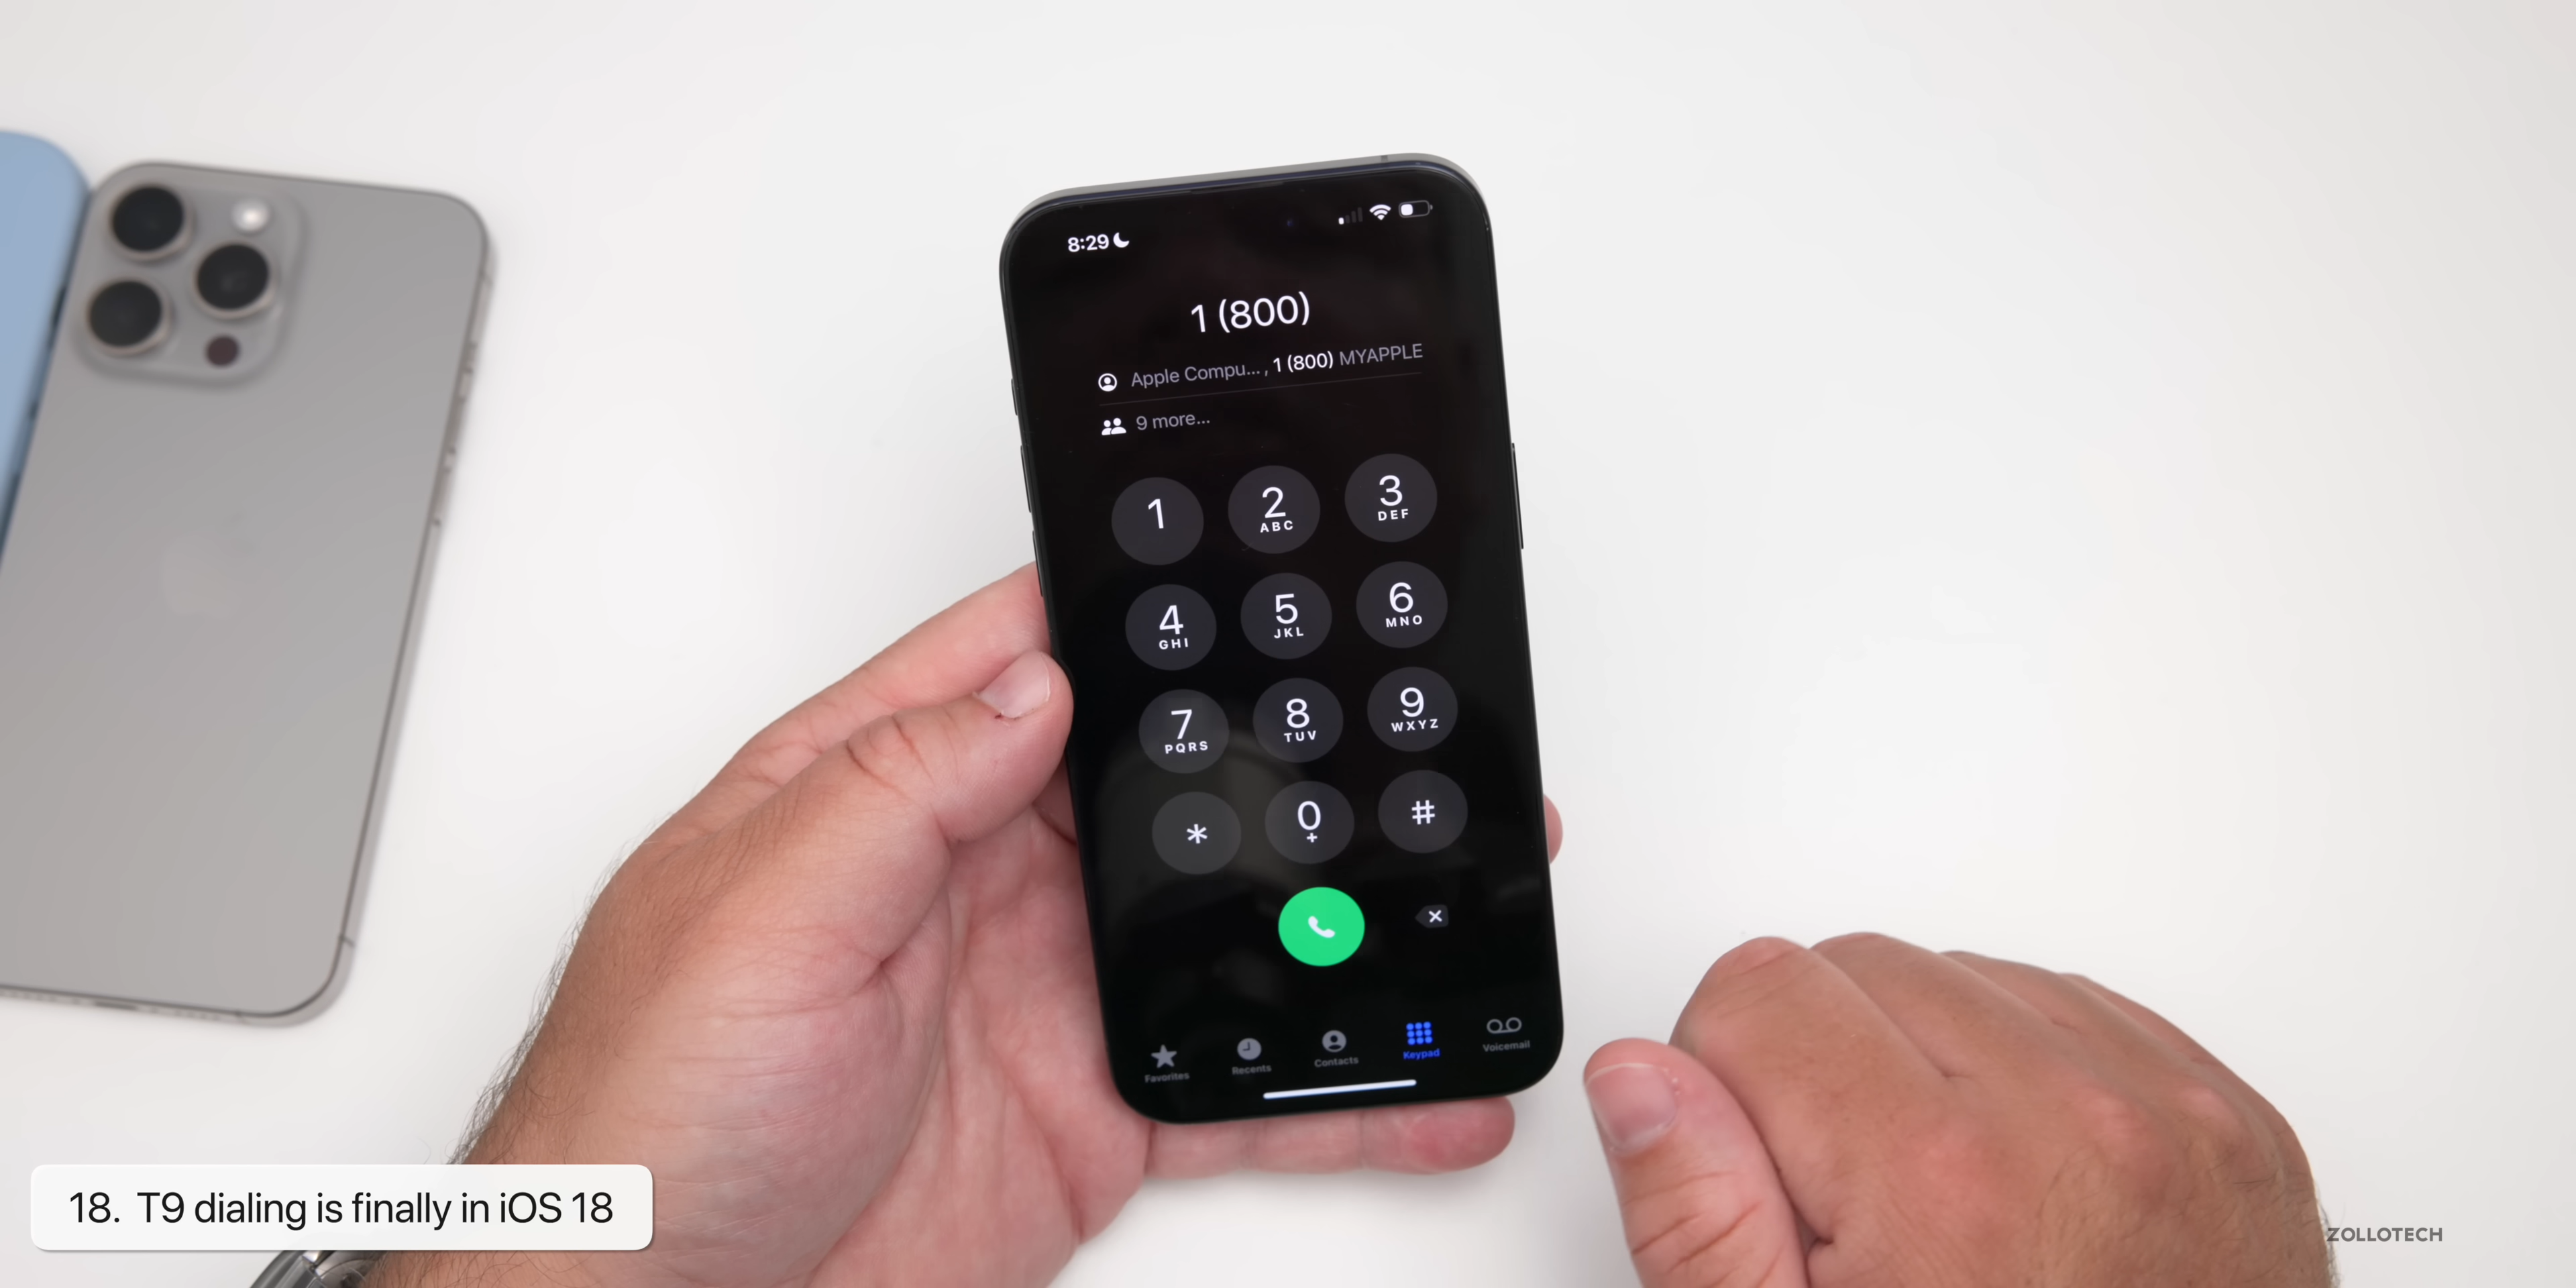 8:29
1 (800)
Apple Compu... , 1 (800) MYAPPLE
9 more...
1
2
ABC
3
DEF
4
GHI
5
JKL
6
MNO
7
PQRS
8
TUV
9
WXYZ
*
0
+
#
Favorites
Recents
Contacts
Keypad
Voicemail
18. T9 dialing is finally in iOS 18
ZOLLOTECH